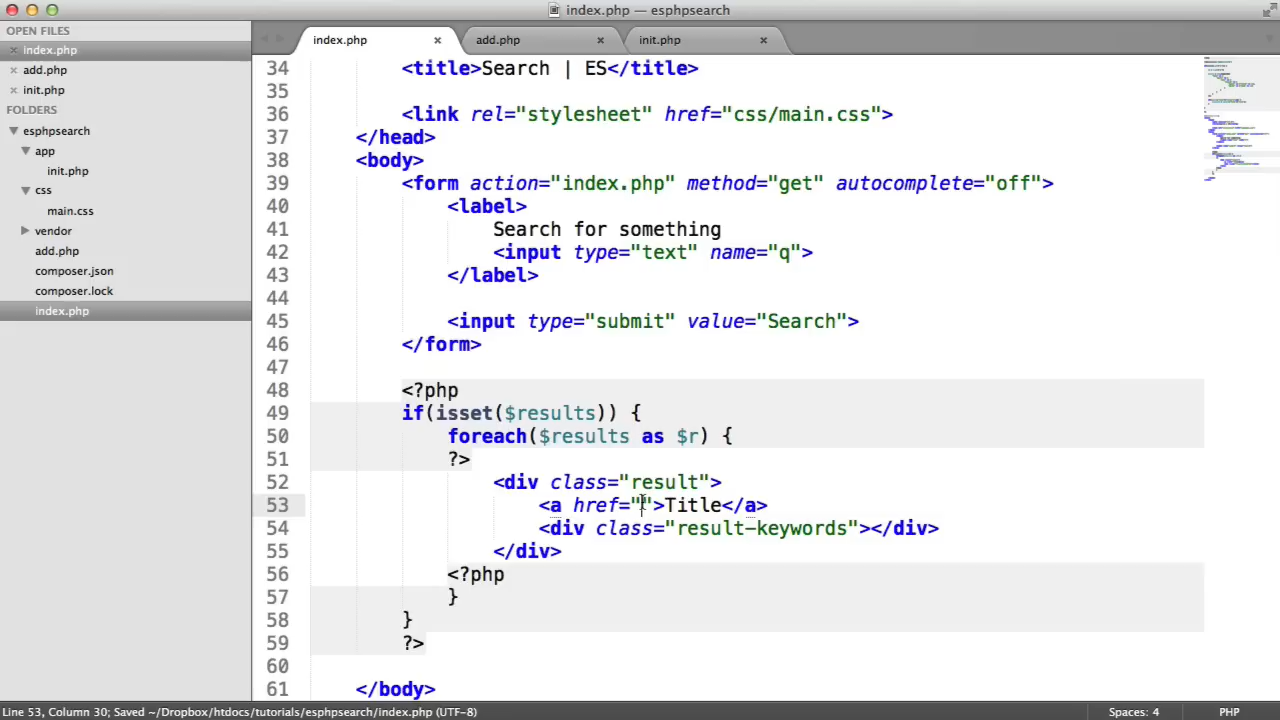 index.php — esphpsearch
OPEN FILES
index.php
add.php
init.php
FOLDERS
esphpsearch
app
init.php
css
main.css
vendor
add.php
composer.json
composer.lock
index.php
index.php
add.php
init.php
34 <title>Search | ES</title>
35
36 <link rel="stylesheet" href="css/main.css">
37 </head>
38 <body>
39 <form action="index.php" method="get" autocomplete="off">
40 <label>
41 Search for something
42 <input type="text" name="q">
43 </label>
44
45 <input type="submit" value="Search">
46 </form>
47
48 <?php
49 if(isset($results)) {
50 foreach($results as $r) {
51 ?>
52 <div class="result">
53 <a href="">Title</a>
54 <div class="result-keywords"></div>
55 </div>
56 <?php
57 }
58 }
59 ?>
60
61 </body>
Line 53, Column 30; Saved ~/Dropbox/htdocs/tutorials/esphpsearch/index.php (UTF-8)
Spaces: 4
PHP